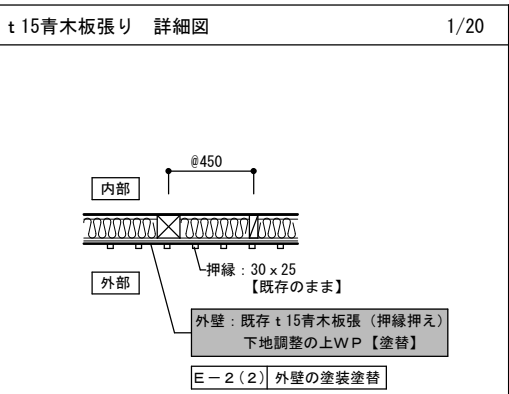 t15青木板張り 詳細図 1/20
@450
内部
押縁：30x25
【既存のまま】
外部
外壁：既存t15青木板張（押縁押え）
下地調整の上WP【塗替】
E－2(2) 外壁の塗装塗替